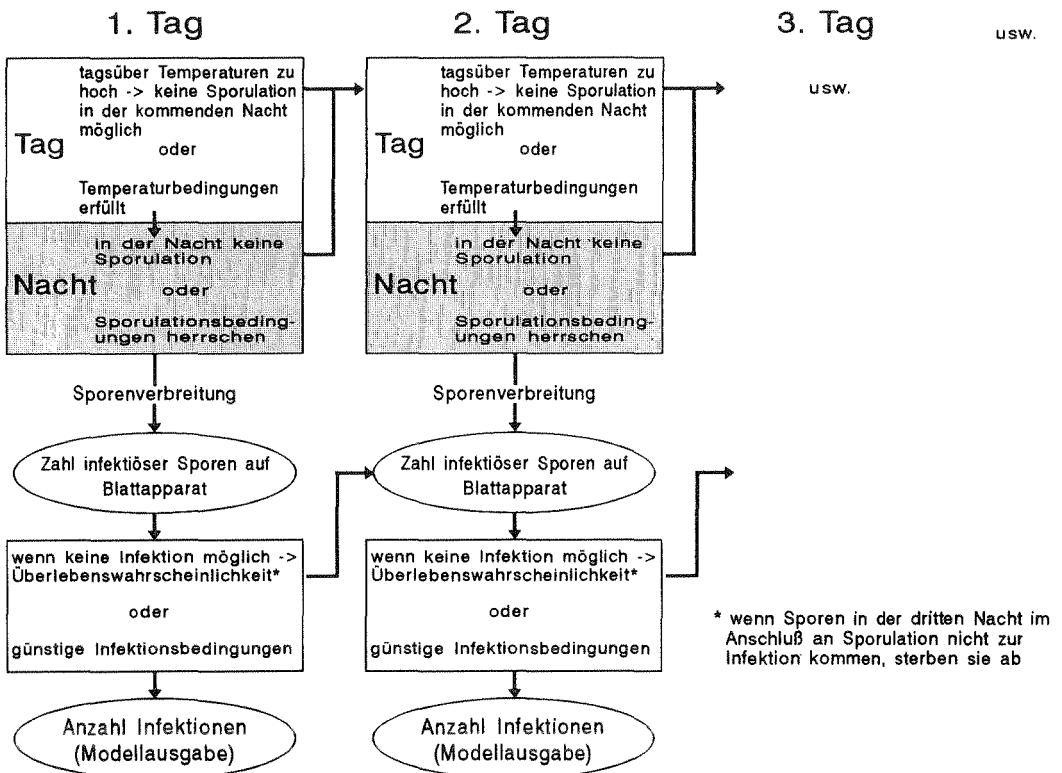 1. Tag
2. Tag
3. Tag
usw.
tagsüber Temperaturen zu
hoch -> keine Sporulation
in der kommenden Nacht
möglich
Tag
oder
Temperaturbedingungen
erfüllt
in der Nacht keine
Sporulation
Nacht
oder
Sporulationsbeding-
ungen herrschen
Sporenverbreitung
Zahl infektiöser Sporen auf
Blattapparat
wenn keine Infektion möglich ->
Überlebenswahrscheinlichkeit*
oder
günstige Infektionsbedingungen
Anzahl Infektionen
(Modellausgabe)
tagsüber Temperaturen zu
hoch -> keine Sporulation
in der kommenden Nacht
möglich
Tag
oder
Temperaturbedingungen
erfüllt
in der Nacht keine
Sporulation
Nacht
oder
Sporulationsbeding-
ungen herrschen
Sporenverbreitung
Zahl infektiöser Sporen auf
Blattapparat
wenn keine Infektion möglich ->
Überlebenswahrscheinlichkeit*
oder
günstige Infektionsbedingungen
Anzahl Infektionen
(Modellausgabe)
usw.
* wenn Sporen in der dritten Nacht im
Anschluß an Sporulation nicht zur
Infektion kommen, sterben sie ab